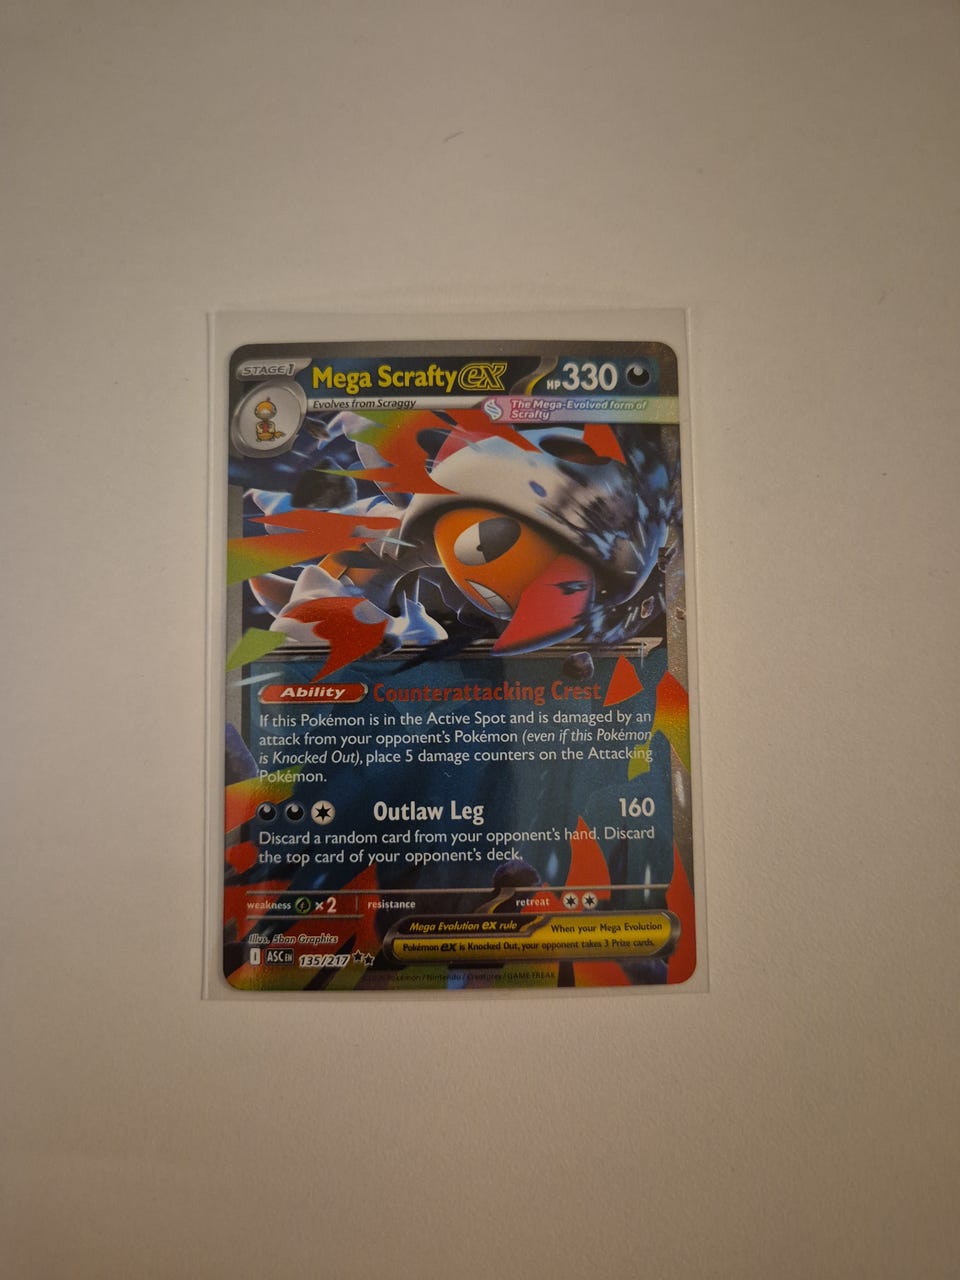 STAGE 1 Mega Scrafty ex HP 330
Evolves from Scraggy
The Mega-Evolved form of
Scrafty
Ability Counterattacking Crest
If this Pokémon is in the Active Spot and is damaged by an
attack from your opponent's Pokémon (even if this Pokémon
is Knocked Out), place 5 damage counters on the Attacking
Pokémon.
Outlaw Leg 160
Discard a random card from your opponent's hand. Discard
the top card of your opponent's deck.
weakness ×2 resistance retreat
Mega Evolution ex rule When your Mega Evolution
Pokémon ex is Knocked Out, your opponent takes 3 Prize cards.
Illus. 5ban Graphics
I ASC EN 135/217
Pokémon / Nintendo / Creatures / GAME FREAK